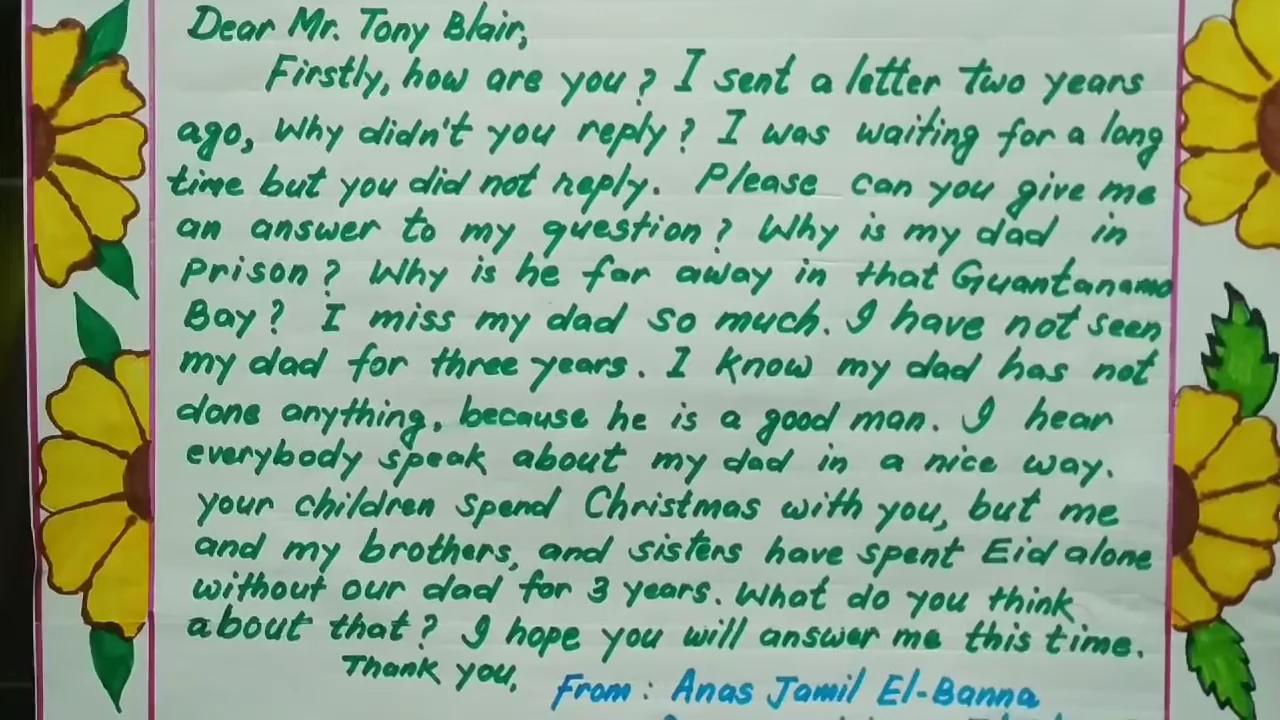 Dear Mr. Tony Blair,
Firstly, how are you? I sent a letter two years
ago, Why didn't you reply? I was waiting for a long
time but you did not reply. Please can you give me
an answer to my question? Why is my dad in
prison? Why is he far away in that Guantanamo
Bay? I miss my dad so much. I have not seen
my dad for three years. I know my dad has not
done anything, because he is a good man. I hear
everybody speak about my dad in a nice way.
your children spend Christmas with you, but me
and my brothers, and sisters have spent Eid alone
without our dad for 3 years. What do you think
about that? I hope you will answer me this time.
Thank you,
From: Anas Jamil El-Banna